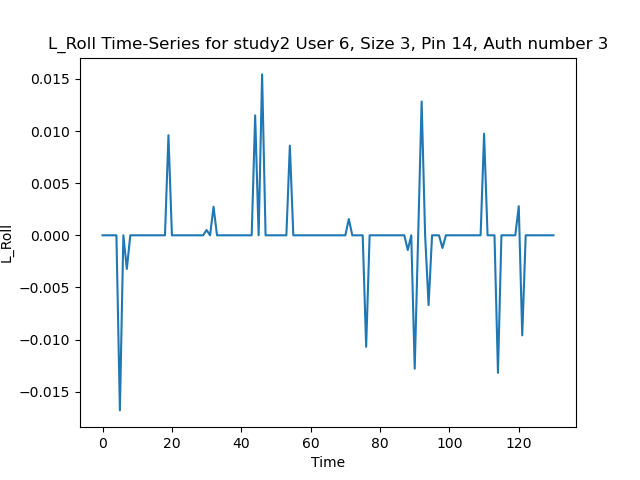 L_Roll Time-Series for study2 User 6, Size 3, Pin 14, Auth number 3
0.015
0.010
0.005
0.000
−0.005
−0.010
−0.015
L_Roll
0 20 40 60 80 100 120
Time